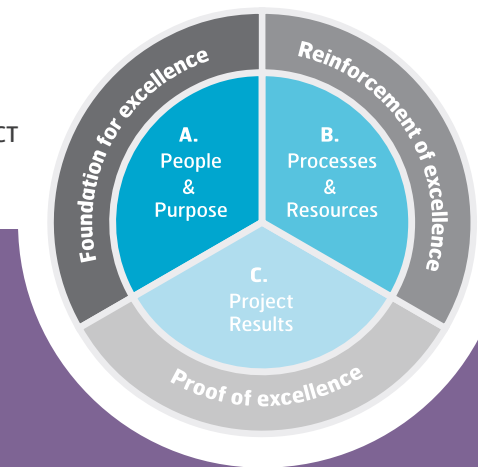 CT
Foundation for excellence
Reinforcement of excellence
A.
People
&
Purpose
B.
Processes
&
Resources
C.
Project
Results
Proof of excellence